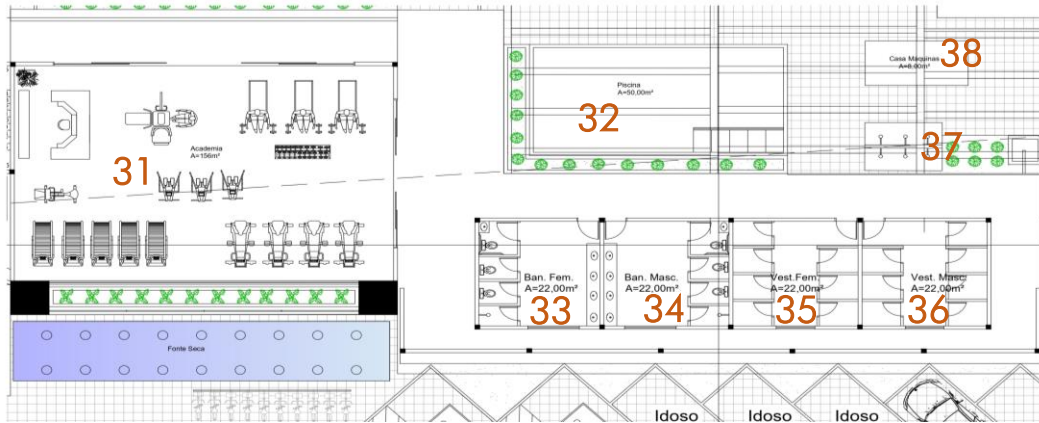 38
Casa Maquinas
A=8,60m²
Piscina
A=50,00m²
32
37
Academia
A=156m²
31
Ban. Fem.
A=22,00m²
33
Ban. Masc.
A=22,00m²
34
Vest.Fem.
A=22,00m²
35
Vest. Masc.
A=22,00m²
36
Fonte Seca
Idoso
Idoso
Idoso